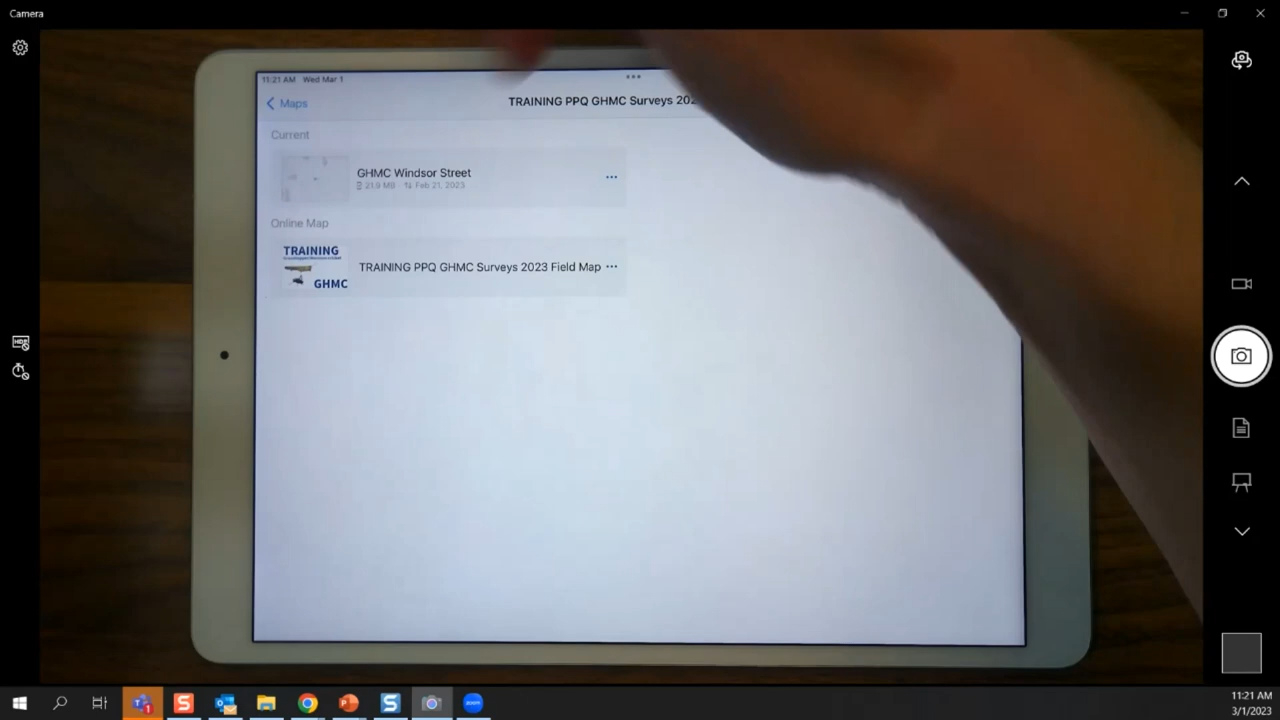 Camera
11:21 AM Wed Mar 1
Maps
TRAINING PPQ GHMC Surveys 202
Current
GHMC Windsor Street
21.9 MB Feb 21, 2023
Online Map
TRAINING
GHMC
TRAINING PPQ GHMC Surveys 2023 Field Map
HDR
11:21 AM
3/1/2023